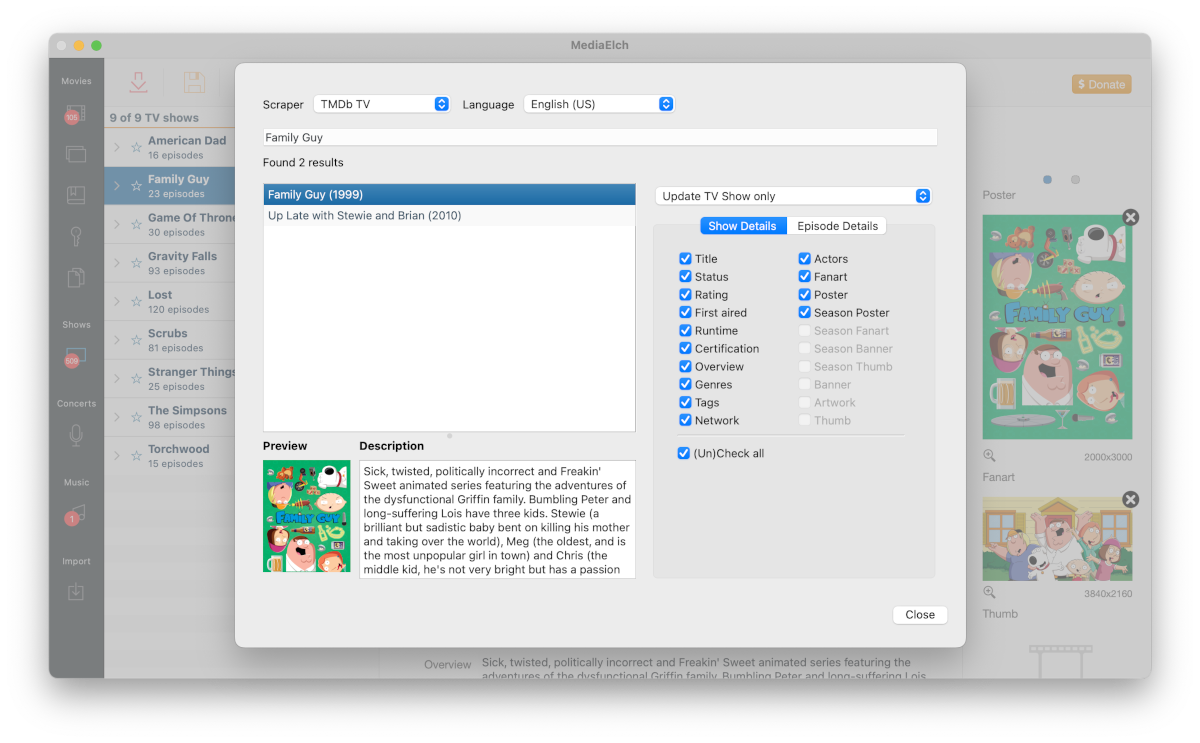 MediaElch
Movies
105
Shows
509
Concerts
Music
1
Import
9 of 9 TV shows
American Dad
16 episodes
Family Guy
23 episodes
Game Of Throne
30 episodes
Gravity Falls
93 episodes
Lost
120 episodes
Scrubs
81 episodes
Stranger Things
25 episodes
The Simpsons
98 episodes
Torchwood
15 episodes
Scraper TMDb TV Language English (US)
Family Guy
Found 2 results
Family Guy (1999)
Up Late with Stewie and Brian (2010)
Preview
FAMILY GUY
Description
Sick, twisted, politically incorrect and Freakin'
Sweet animated series featuring the adventures of
the dysfunctional Griffin family. Bumbling Peter and
long-suffering Lois have three kids. Stewie (a
brilliant but sadistic baby bent on killing his mother
and taking over the world), Meg (the oldest, and is
the most unpopular girl in town) and Chris (the
middle kid, he's not very bright but has a passion
Update TV Show only
Show Details Episode Details
Title
Status
Rating
First aired
Runtime
Certification
Overview
Genres
Tags
Network
Actors
Fanart
Poster
Season Poster
Season Fanart
Season Banner
Season Thumb
Banner
Artwork
Thumb
(Un)Check all
Close
$ Donate
Poster
FAMILY GUY
2000x3000
Fanart
3840x2160
Thumb
Overview Sick, twisted, politically incorrect and Freakin' Sweet animated series featuring the
adventures of the dysfunctional Griffin family. Bumbling Peter and long-suffering Lois